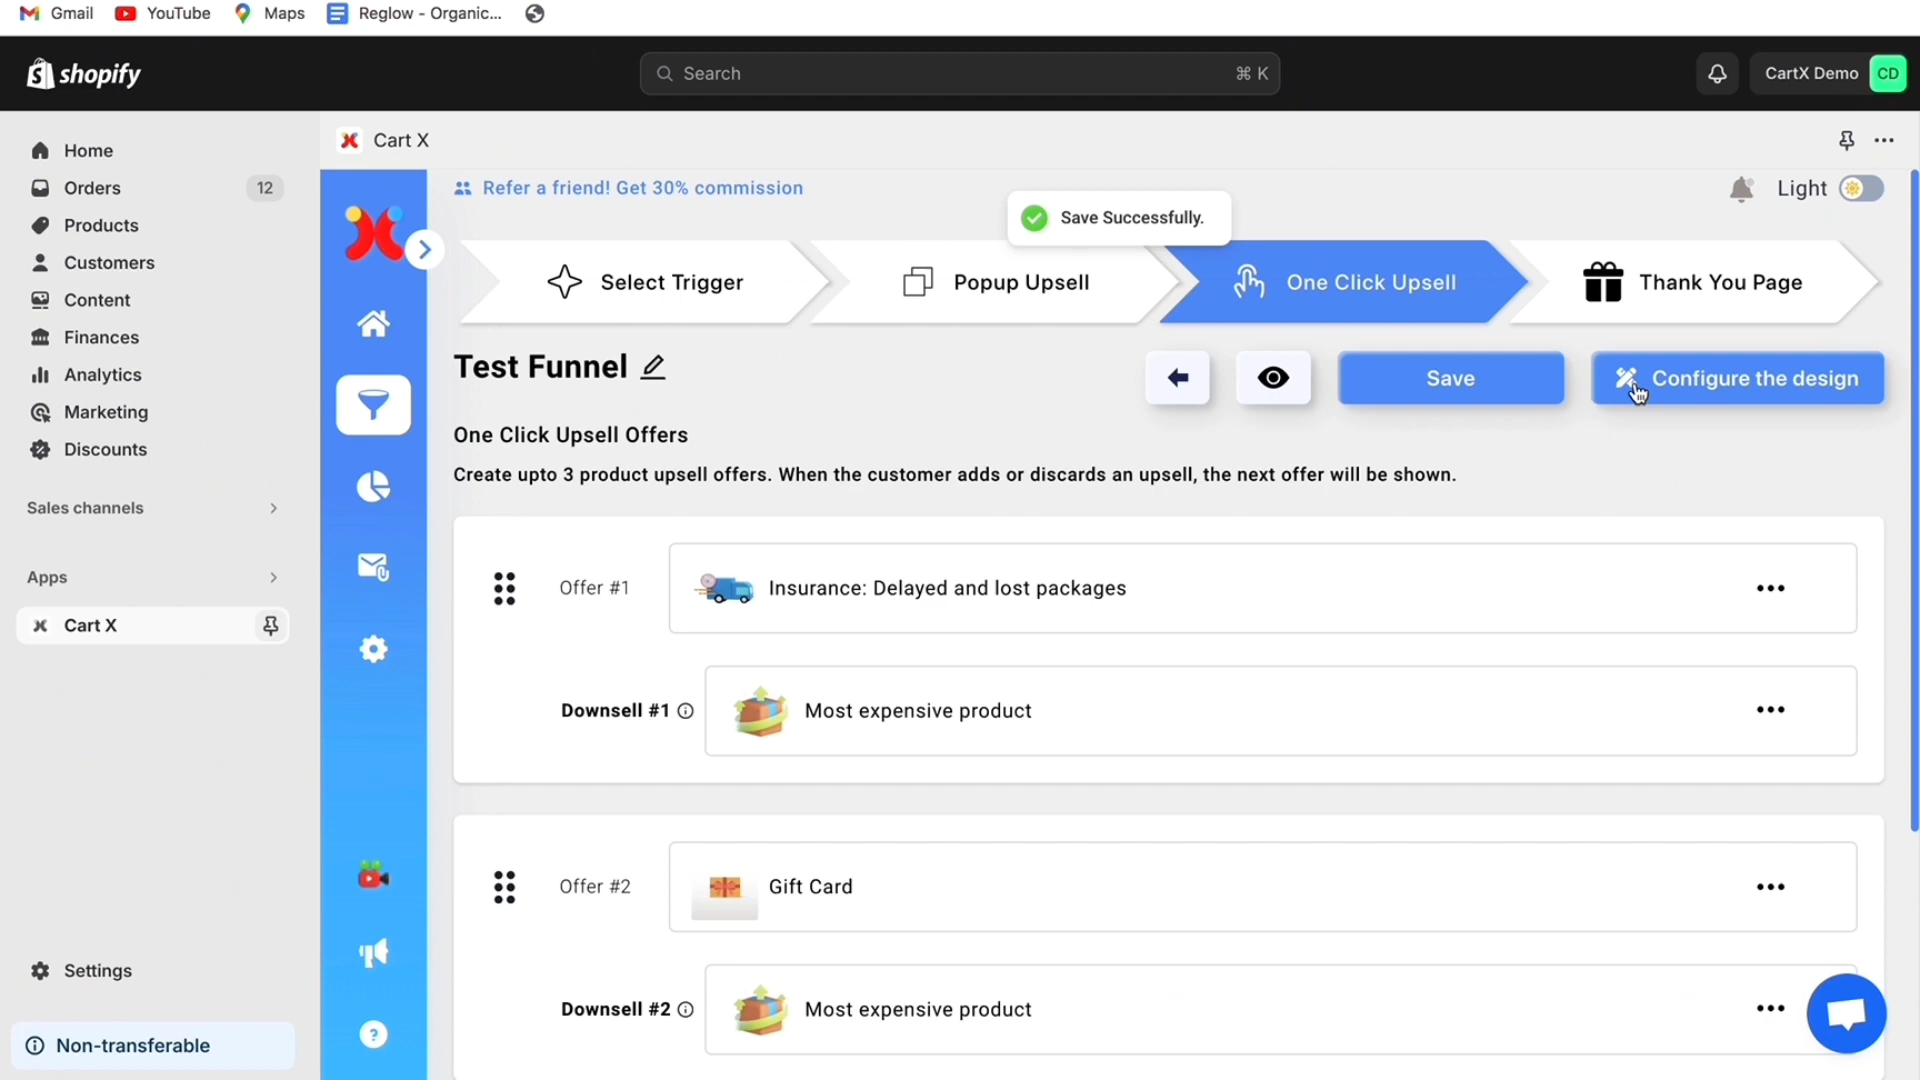 Gmail YouTube Maps Reglow - Organic...
shopify Search ⌘ K CartX Demo CD
Home
Orders 12
Products
Customers
Content
Finances
Analytics
Marketing
Discounts
Sales channels
Apps
Cart X
Settings
Non-transferable
Cart X
Refer a friend! Get 30% commission
Light
Save Successfully.
Select Trigger Popup Upsell One Click Upsell Thank You Page
Test Funnel Save Configure the design
One Click Upsell Offers
Create upto 3 product upsell offers. When the customer adds or discards an upsell, the next offer will be shown.
Offer #1 Insurance: Delayed and lost packages
Downsell #1 Most expensive product
Offer #2 Gift Card
Downsell #2 Most expensive product